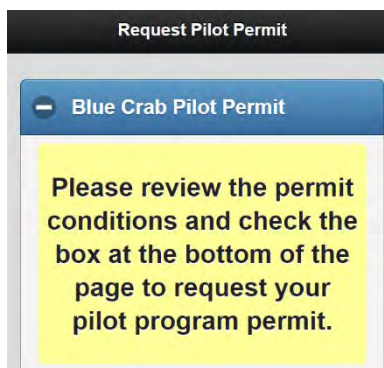 Request Pilot Permit
Blue Crab Pilot Permit
Please review the permit
conditions and check the
box at the bottom of the
page to request your
pilot program permit.